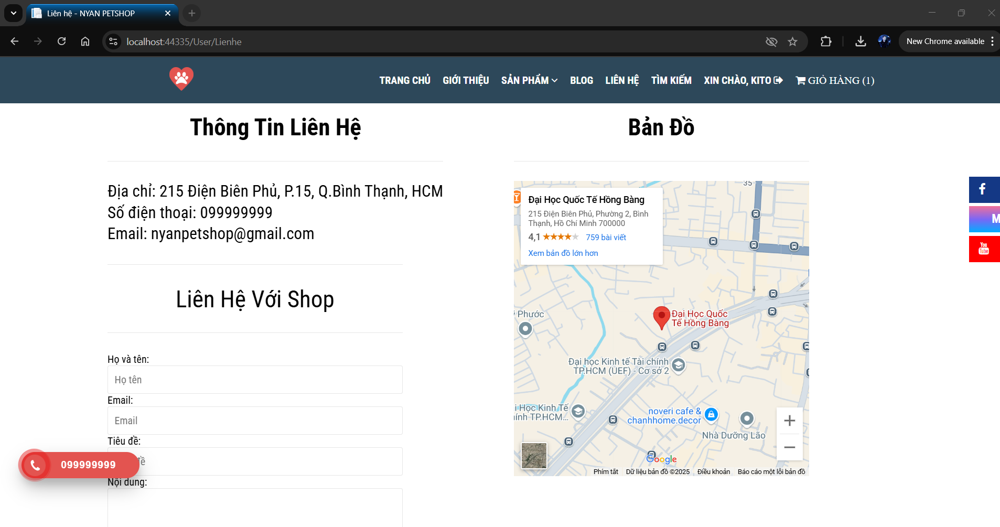 Liên hệ - NYAN PETSHOP
localhost:44335/User/Lienhe
New Chrome available
TRANG CHỦ GIỚI THIỆU SẢN PHẨM BLOG LIÊN HỆ TÌM KIẾM XIN CHÀO, KITO GIỎ HÀNG (1)
Thông Tin Liên Hệ
Địa chỉ: 215 Điện Biên Phủ, P.15, Q.Bình Thạnh, HCM
Số điện thoại: 099999999
Email: nyanpetshop@gmail.com
Liên Hệ Với Shop
Họ và tên:
Họ tên
Email:
Email
Tiêu đề:
đề
099999999
Nội dung:
Bản Đồ
35
Đại Học Quốc Tế Hồng Bàng
215 Điện Biên Phủ, Phường 2, Bình
Thạnh, Hồ Chí Minh 700000
4,1 759 bài viết
Xem bản đồ lớn hơn
Phước
Đại Học Quốc
Tế Hồng Bàng
Đại học Kinh tế Tài chính
TP.HCM (UEF) - Cơ sở 2
i Học Kinh Tế
hính TP.HCM...
noveri cafe &
chanhhome.decor
Nhà Dưỡng Lão
Google
Phím tắt Dữ liệu bản đồ ©2025 Điều khoản Báo cáo một lỗi bản đồ
f
M
You
Tube